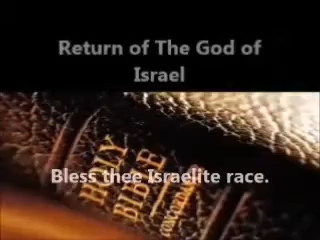 Return of The God of
Israel
Bless thee Israelite race.
HOLY
BIBLE